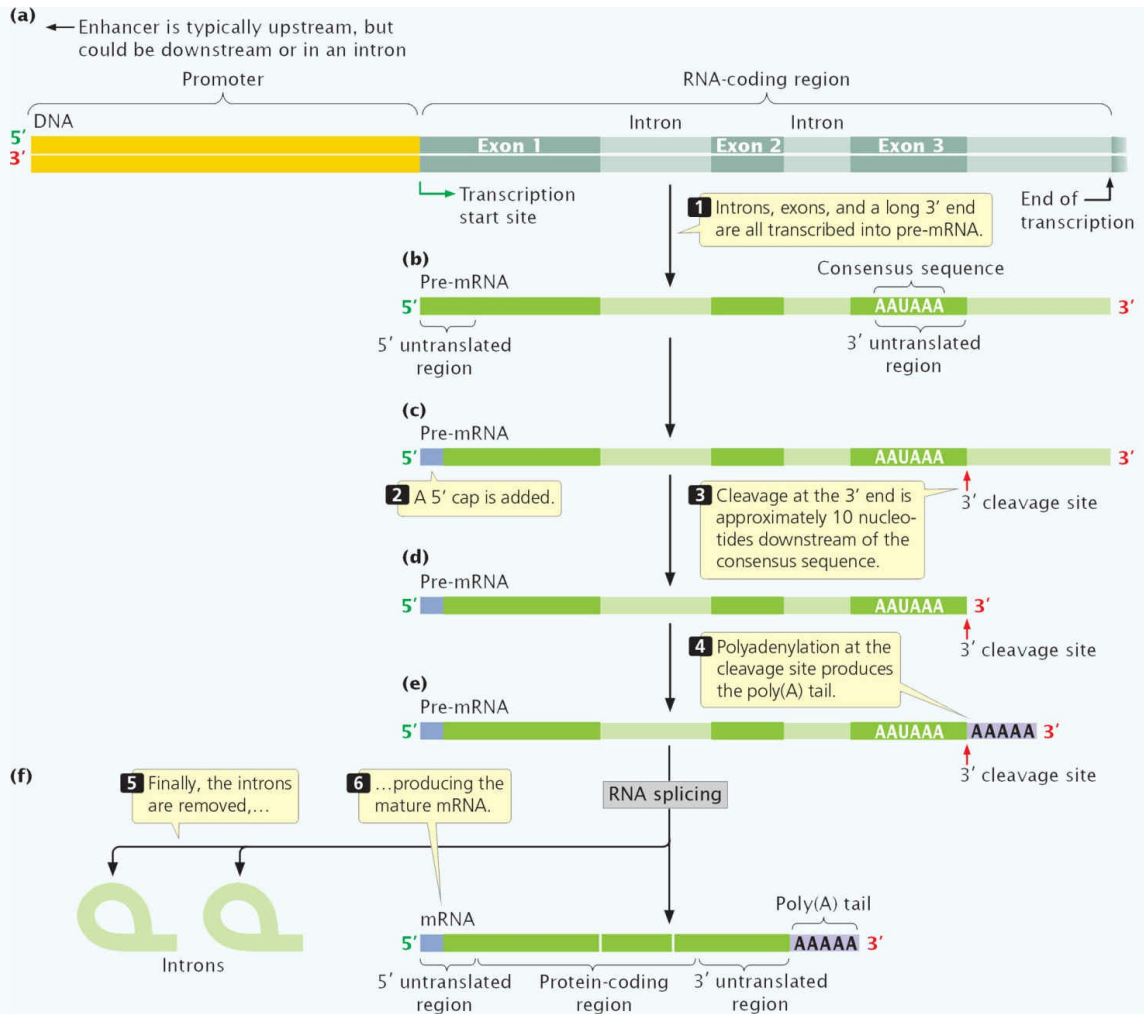 (a)
← Enhancer is typically upstream, but
could be downstream or in an intron
Promoter
RNA-coding region
DNA
Intron
Intron
5′
3′
Exon 1
Exon 2
Exon 3
Transcription
start site
End of
transcription
1 Introns, exons, and a long 3′ end
are all transcribed into pre-mRNA.
(b)
Pre-mRNA
Consensus sequence
5′
AAUAAA
3′
5′ untranslated
region
3′ untranslated
region
(c)
Pre-mRNA
5′
AAUAAA
3′
2 A 5′ cap is added.
3 Cleavage at the 3′ end is
approximately 10 nucleo-
tides downstream of the
consensus sequence.
3′ cleavage site
(d)
Pre-mRNA
5′
AAUAAA
3′
3′ cleavage site
4 Polyadenylation at the
cleavage site produces
the poly(A) tail.
(e)
Pre-mRNA
5′
AAUAAA
AAAAA
3′
3′ cleavage site
(f)
5 Finally, the introns
are removed,…
6 …producing the
mature mRNA.
RNA splicing
Introns
mRNA
Poly(A) tail
5′
AAAAA
3′
5′ untranslated
region
Protein-coding
region
3′ untranslated
region